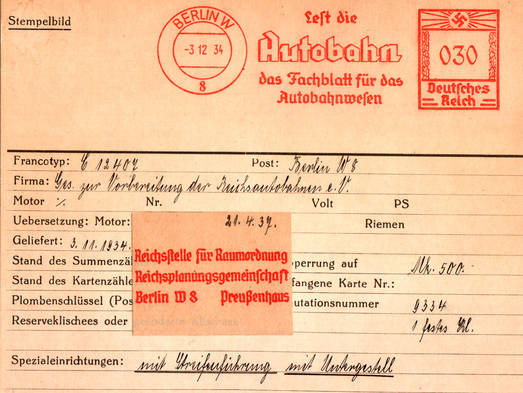 Stempelbild
BERLIN W
-3 12 34
8
Lest die
Autobahn
das Fachblatt für das
Autobahnwesen
030
Deutsches
Reich
Francotyp: C 12407 Post: Berlin W 8
Firma: Ges. zur Vorbereitung der Reichsautobahnen e.V.
Motor % Nr. Volt PS
Uebersetzung: Motor: Riemen
21.4.37.
Geliefert: 3.11.1934.
Reichsstelle für Raumordnung
Reichsplanungsgemeinschaft
Berlin W 8 Preußenhaus
Stand des Summenzäh perrung auf Mk. 500.-
Stand des Kartenzähle fangene Karte Nr.:
Plombenschlüssel (Pos utationsnummer 9334
Reserveklischees oder 1 festes Kl.
Spezialeinrichtungen: mit Streifenführung mit Untergestell